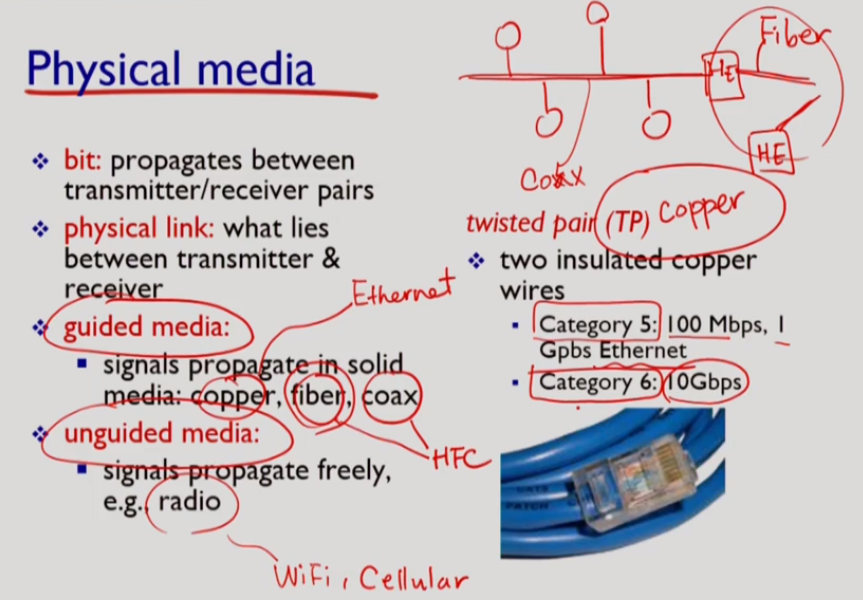 Physical media
bit: propagates between
transmitter/receiver pairs
physical link: what lies
between transmitter &
receiver
guided media:
signals propagate in solid
media: copper, fiber, coax
unguided media:
signals propagate freely,
e.g., radio
Ethernet
HFC
WiFi, Cellular
Fiber
HE
HE
Coax
twisted pair (TP) copper
two insulated copper
wires
Category 5: 100 Mbps, 1
Gpbs Ethernet
Category 6: 10Gbps